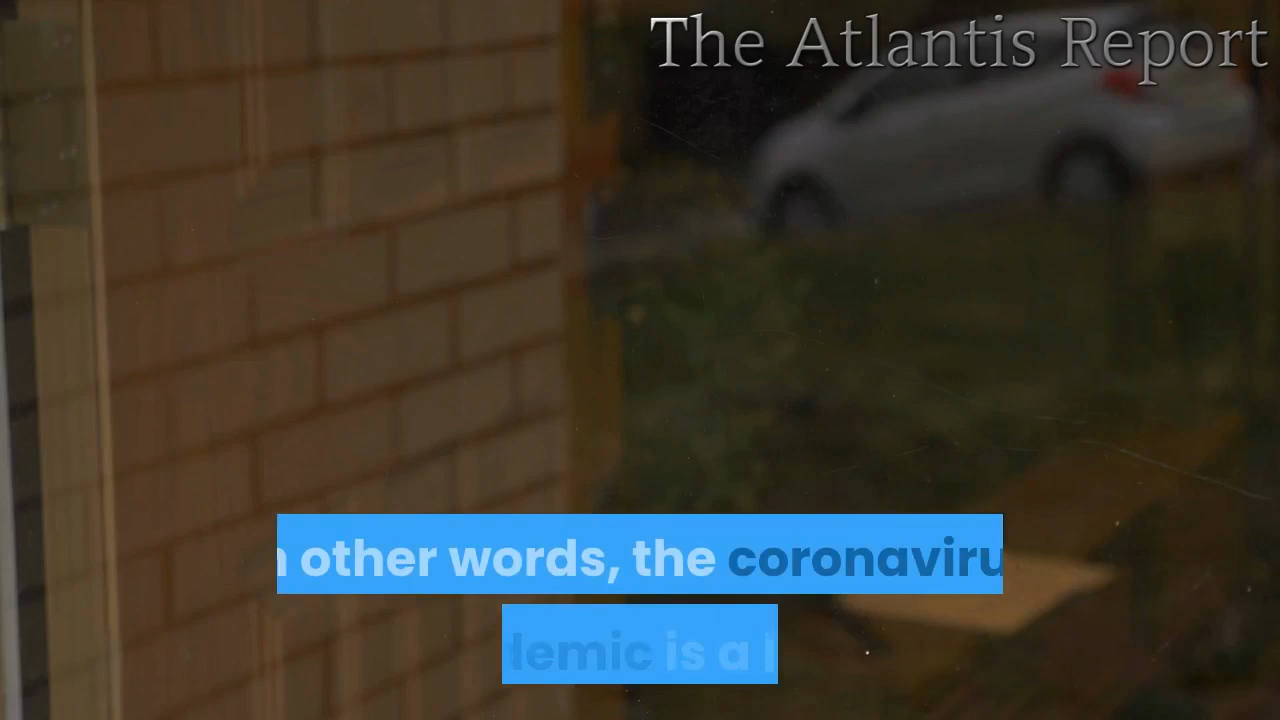 The Atlantis Report
other words, the coronaviru
lemic is a